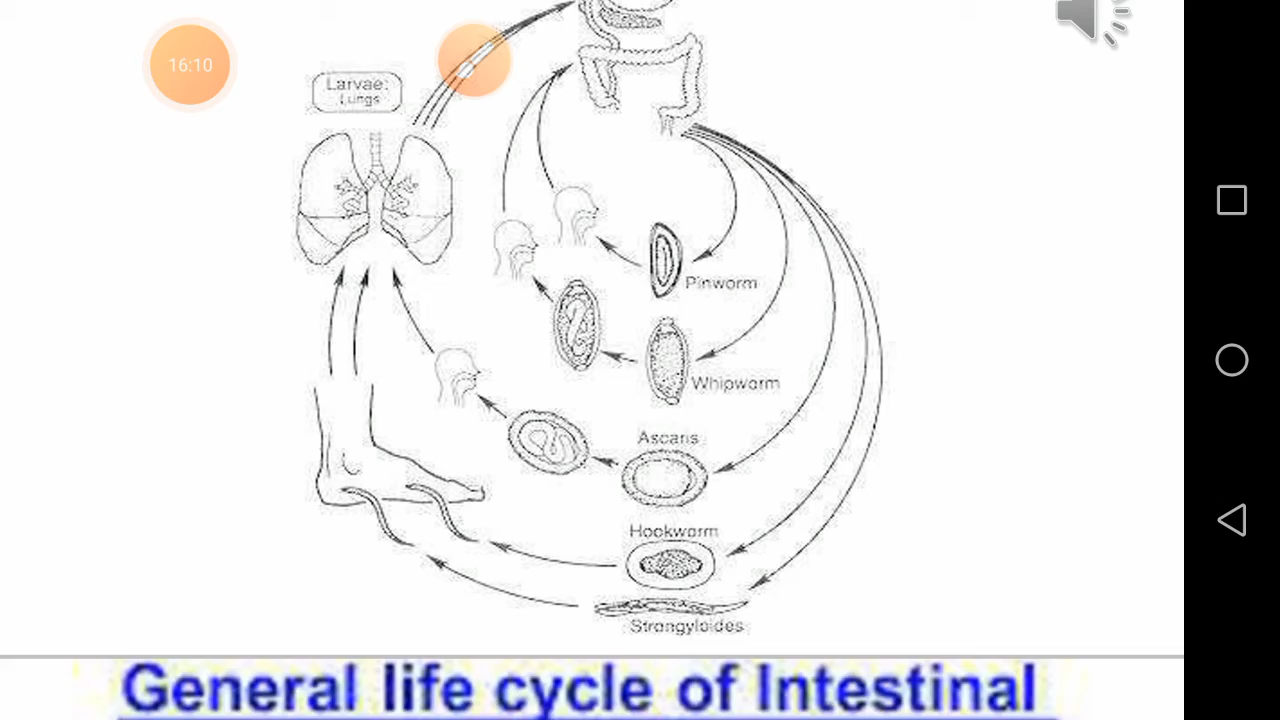 16:10
Larvae:
Lungs
Pinworm
Whipworm
Ascaris
Hookworm
Strongyloides
General life cycle of Intestinal